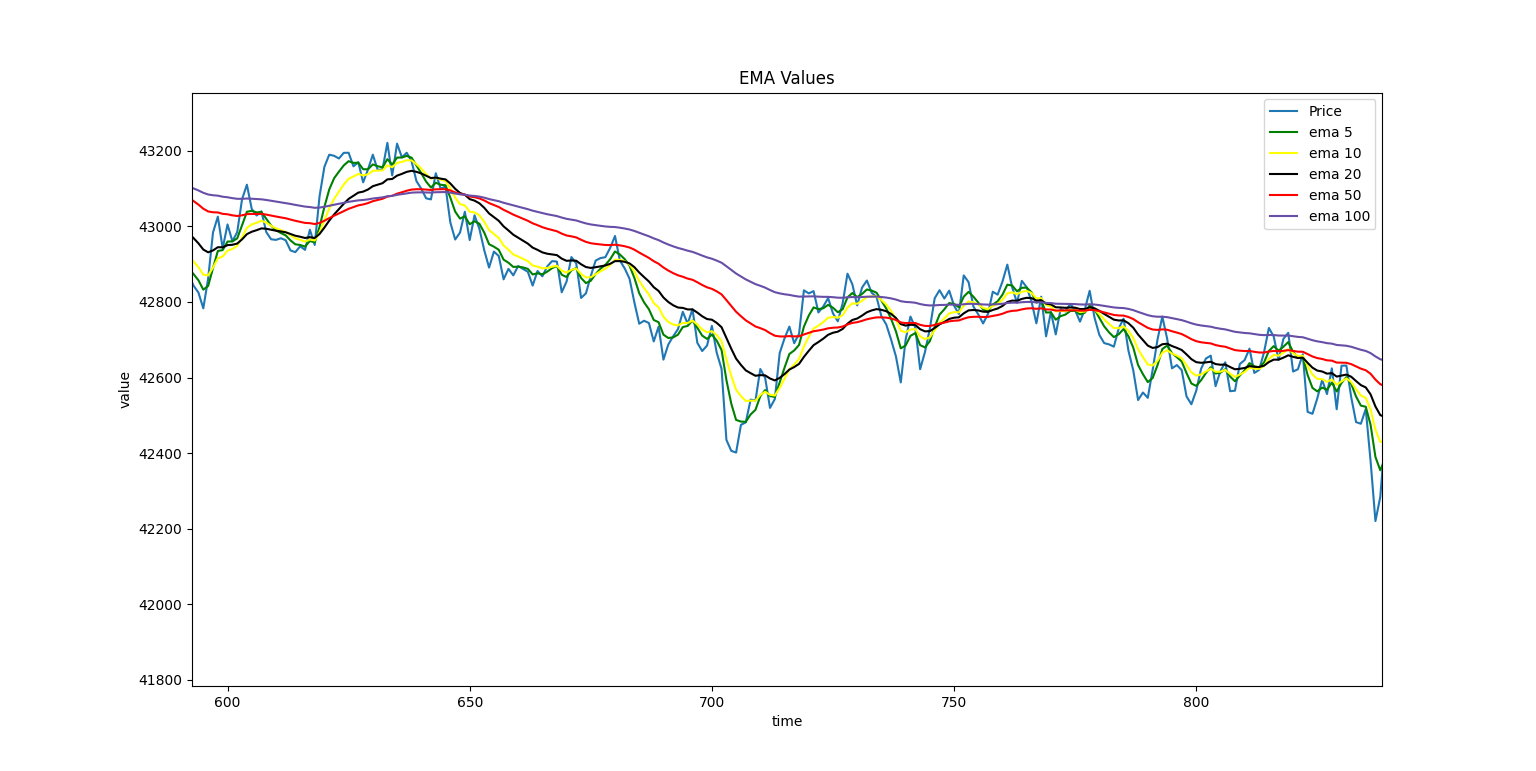 EMA Values
Price
ema 5
ema 10
ema 20
ema 50
ema 100
value
43200
43000
42800
42600
42400
42200
42000
41800
600 650 700 750 800
time